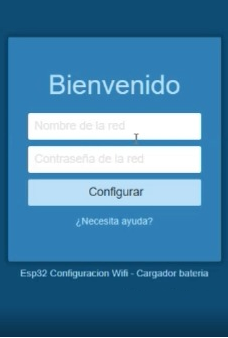 Bienvenido
Nombre de la red
Contraseña de la red
Configurar
¿Necesita ayuda?
Esp32 Configuracion Wifi - Cargador bateria